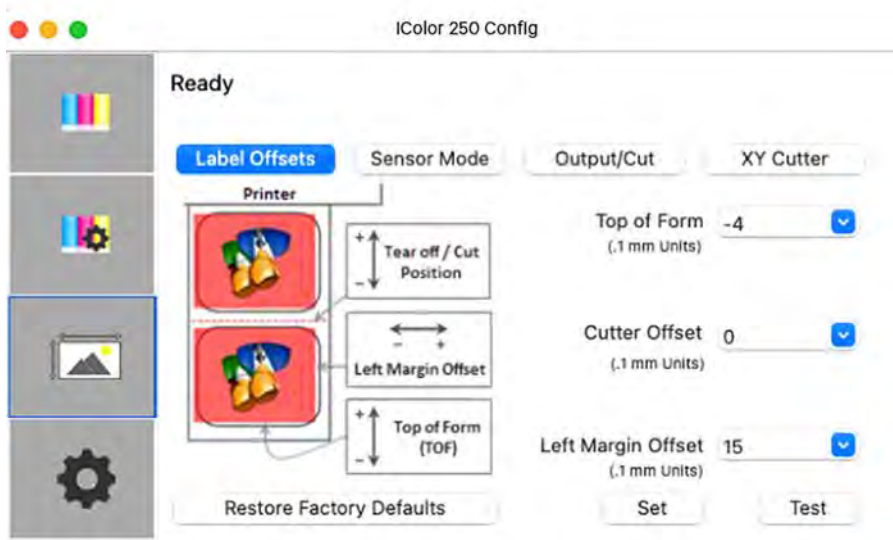 IColor 250 Config
Ready
Label Offsets
Sensor Mode
Output/Cut
XY Cutter
Printer
+
Tear off / Cut
Position
-
- +
Left Margin Offset
+
Top of Form
(TOF)
-
Top of Form
-4
(.1 mm Units)
Cutter Offset
0
(.1 mm Units)
Left Margin Offset
15
(.1 mm Units)
Restore Factory Defaults
Set
Test